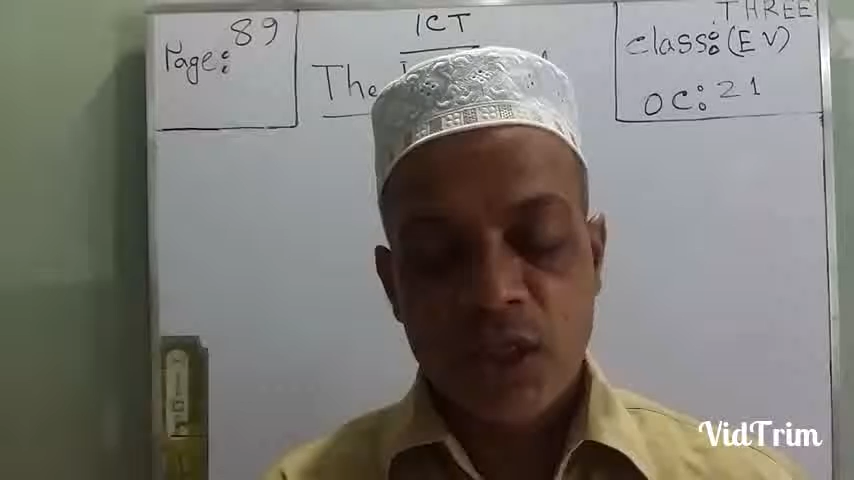 Page: 89
ICT
The
THREE
Class: (EV)
OC: 21
VidTrim